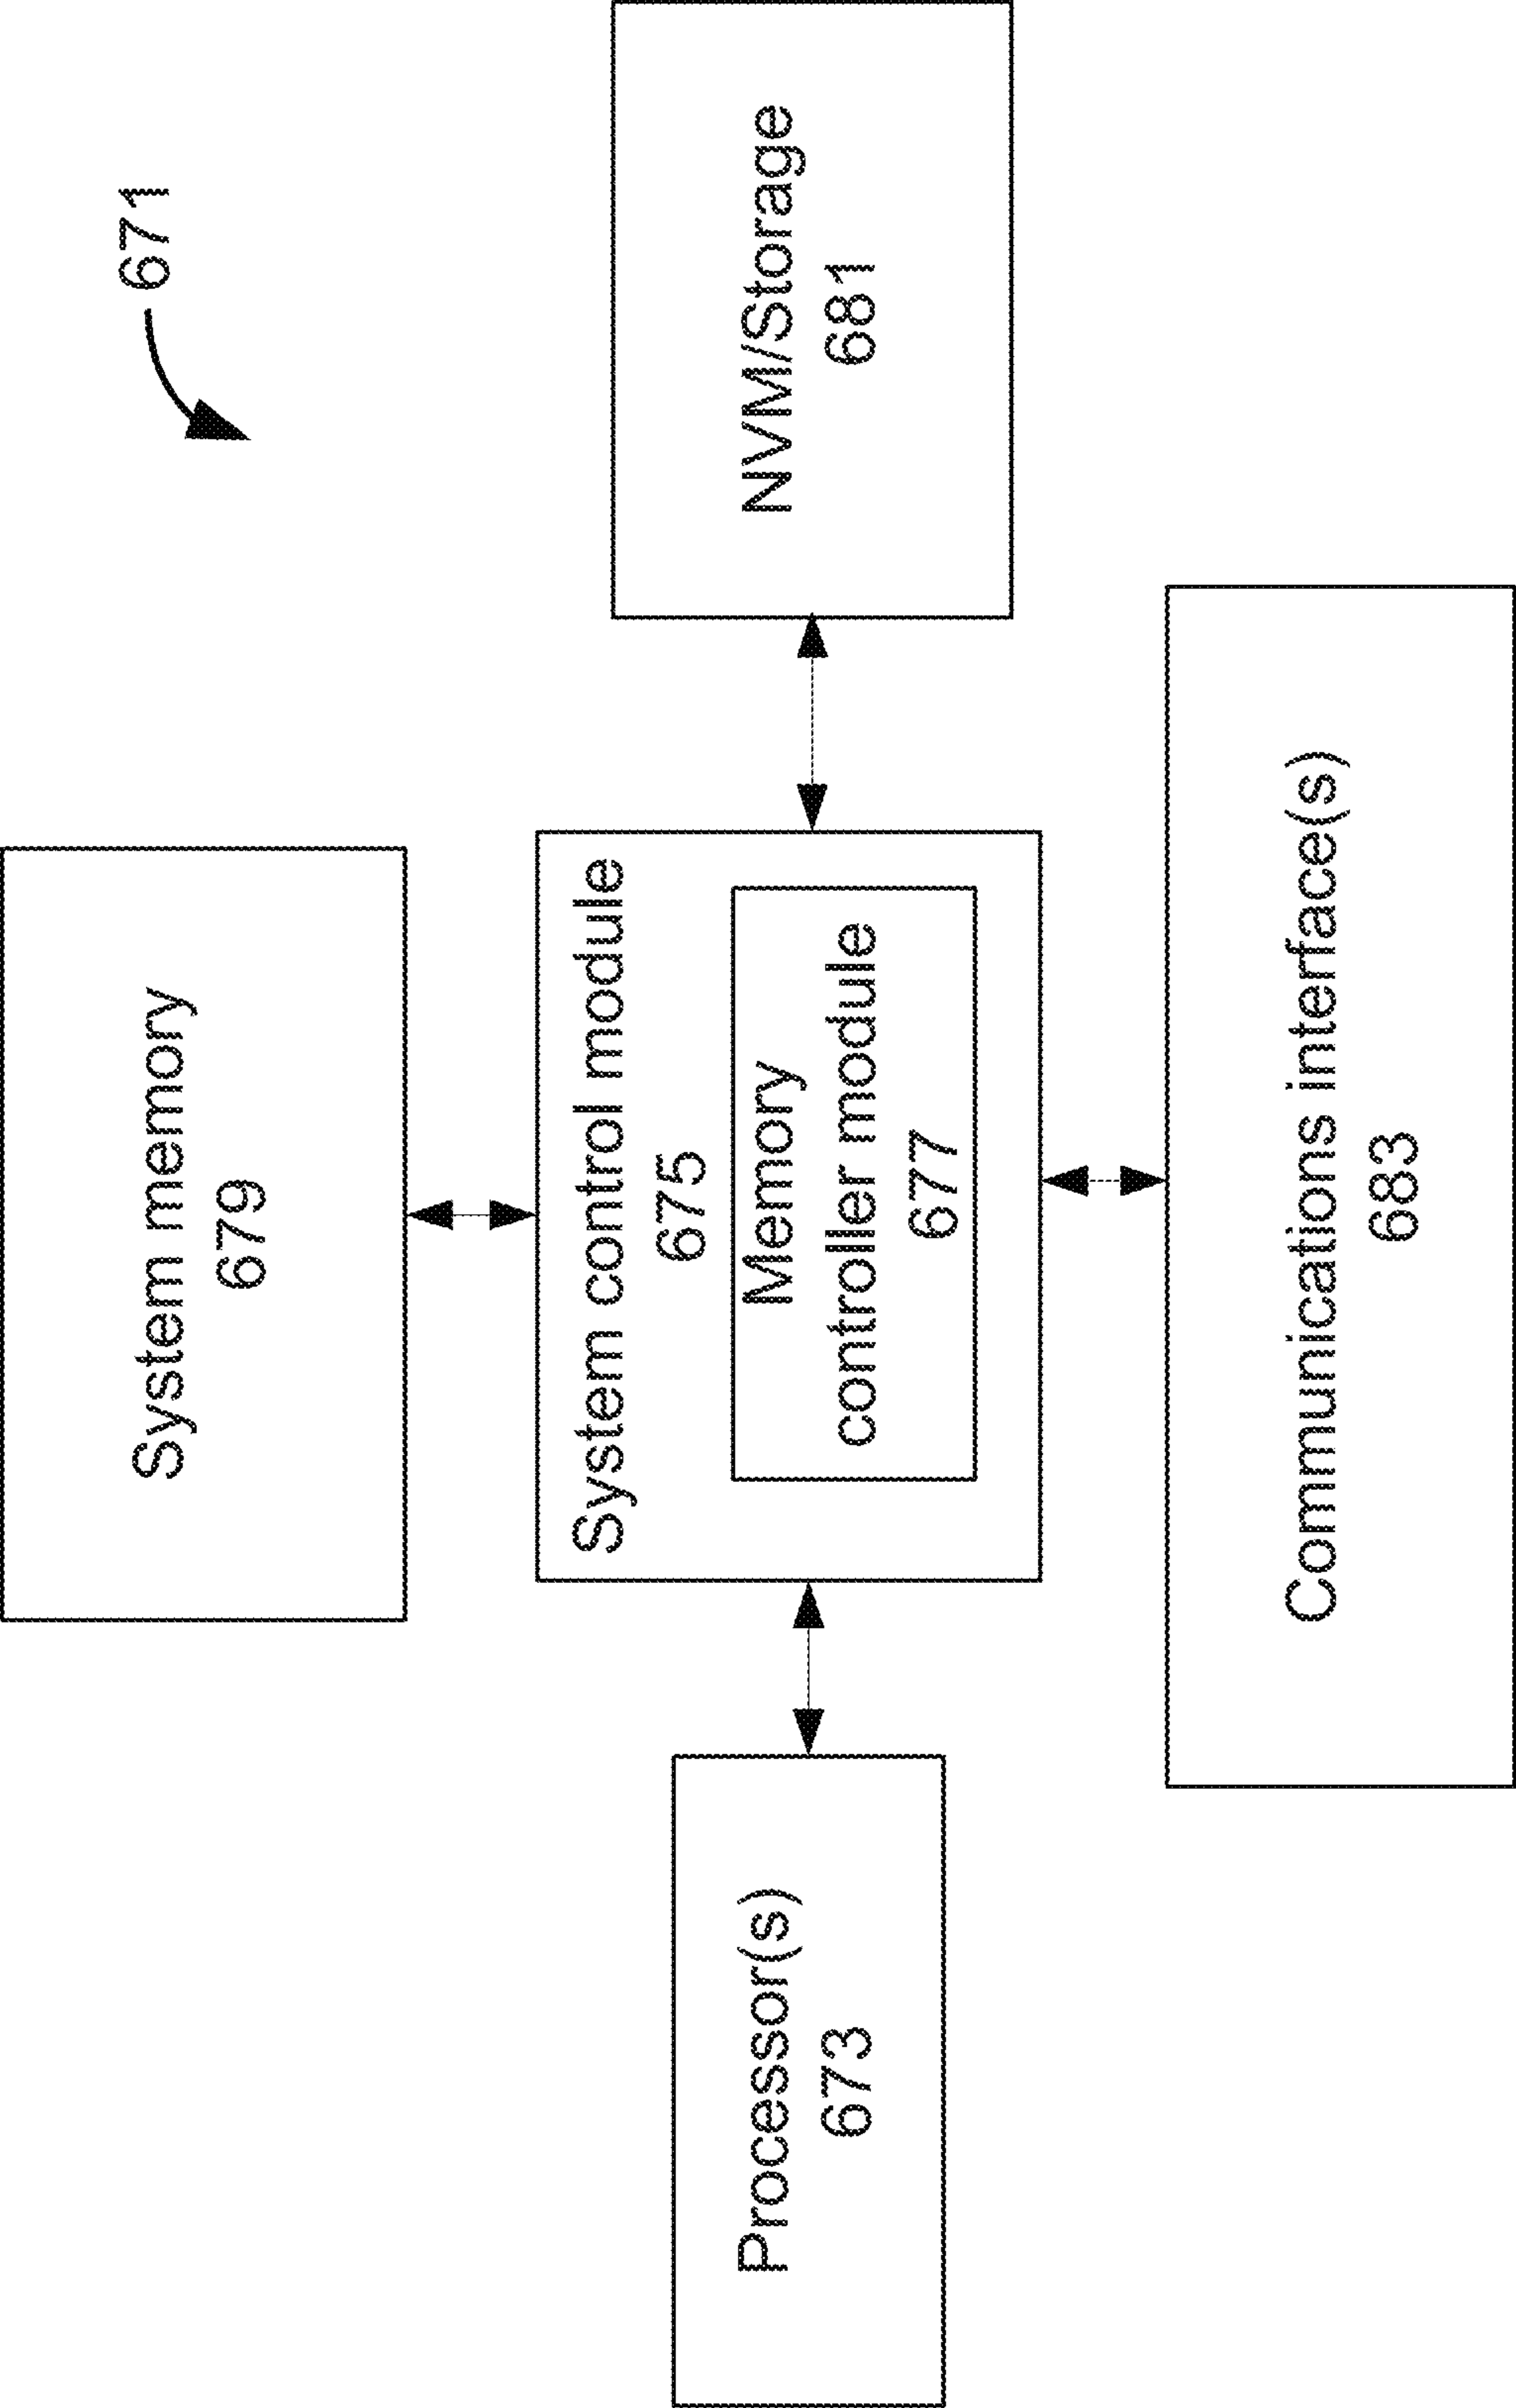 671
System memory
679
System control module
675
Memory
controller module
677
NVM/Storage
681
Processor(s)
673
Communications interface(s)
683